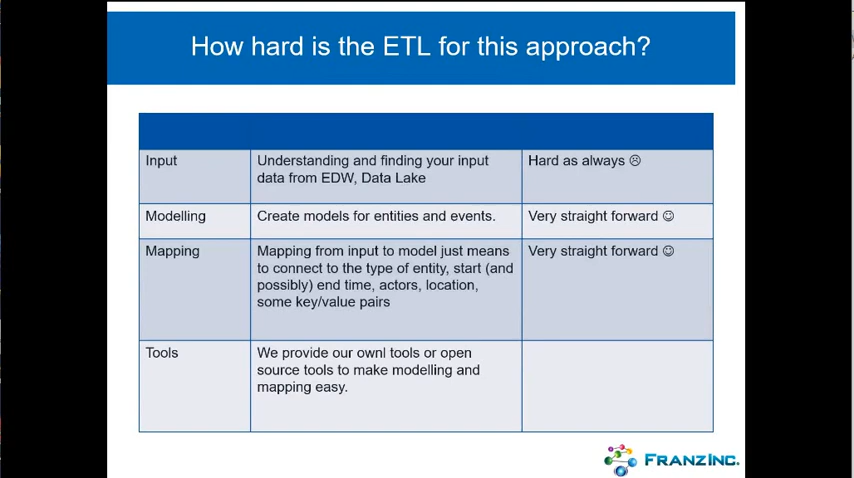 How hard is the ETL for this approach?
Input
Understanding and finding your input
data from EDW, Data Lake
Hard as always ☹
Modelling
Create models for entities and events.
Very straight forward ☺
Mapping
Mapping from input to model just means
to connect to the type of entity, start (and
possibly) end time, actors, location,
some key/value pairs
Very straight forward ☺
Tools
We provide our ownl tools or open
source tools to make modelling and
mapping easy.
FRANZ INC.